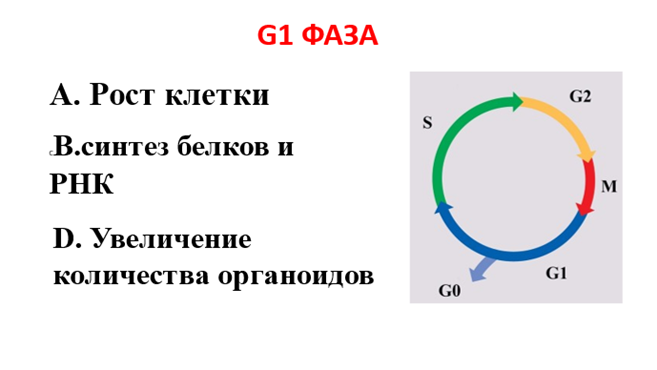 G1 ФАЗА
A. Рост клетки
C.B.синтез белков и
РНК
D. Увеличение
количества органоидов
G2
S
M
G1
G0